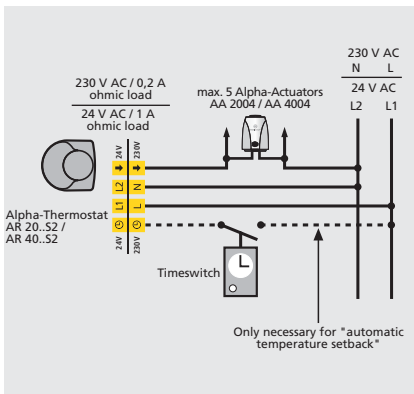 230 V AC
N L
24 V AC
L2 L1
230 V AC / 0,2 A
ohmic load
24 V AC / 1 A
ohmic load
max. 5 Alpha-Actuators
AA 2004 / AA 4004
24V 230V
L2 N
L1 L
24V 230V
Alpha-Thermostat
AR 20..S2 /
AR 40..S2
Timeswitch
Only necessary for "automatic
temperature setback"